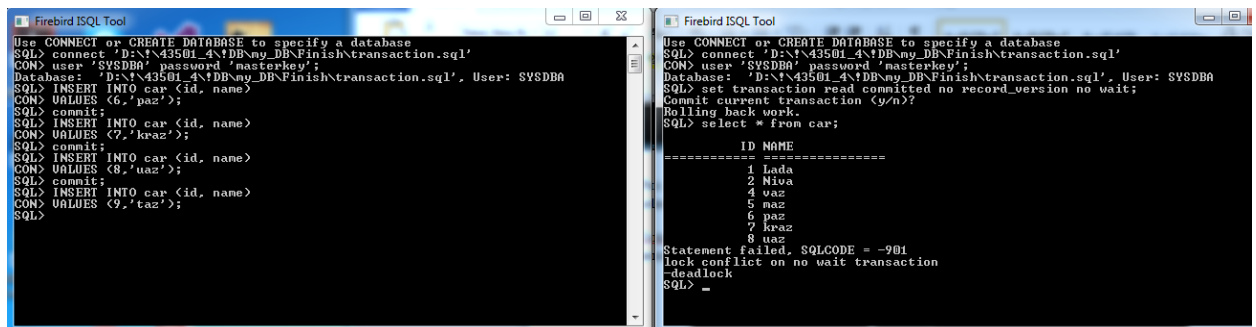 Firebird ISQL Tool
Use CONNECT or CREATE DATABASE to specify a database
SQL> connect 'D:\!\43501_4\!DB\my_DB\Finish\transaction.sql'
CON> user 'SYSDBA' password 'masterkey';
Database:  'D:\!\43501_4\!DB\my_DB\Finish\transaction.sql', User: SYSDBA
SQL> INSERT INTO car (id, name)
CON> VALUES (6,'paz');
SQL> commit;
SQL> INSERT INTO car (id, name)
CON> VALUES (7,'kraz');
SQL> commit;
SQL> INSERT INTO car (id, name)
CON> VALUES (8,'uaz');
SQL> commit;
SQL> INSERT INTO car (id, name)
CON> VALUES (9,'taz');
SQL>
Firebird ISQL Tool
Use CONNECT or CREATE DATABASE to specify a database
SQL> connect 'D:\!\43501_4\!DB\my_DB\Finish\transaction.sql'
CON> user 'SYSDBA' password 'masterkey';
Database:  'D:\!\43501_4\!DB\my_DB\Finish\transaction.sql', User: SYSDBA
SQL> set transaction read committed no record_version no wait;
Commit current transaction (y/n)?
Rolling back work.
SQL> select * from car;
ID NAME
============ ================
1 Lada
2 Niva
4 vaz
5 maz
6 paz
7 kraz
8 uaz
Statement failed, SQLCODE = -901
lock conflict on no wait transaction
-deadlock
SQL> _